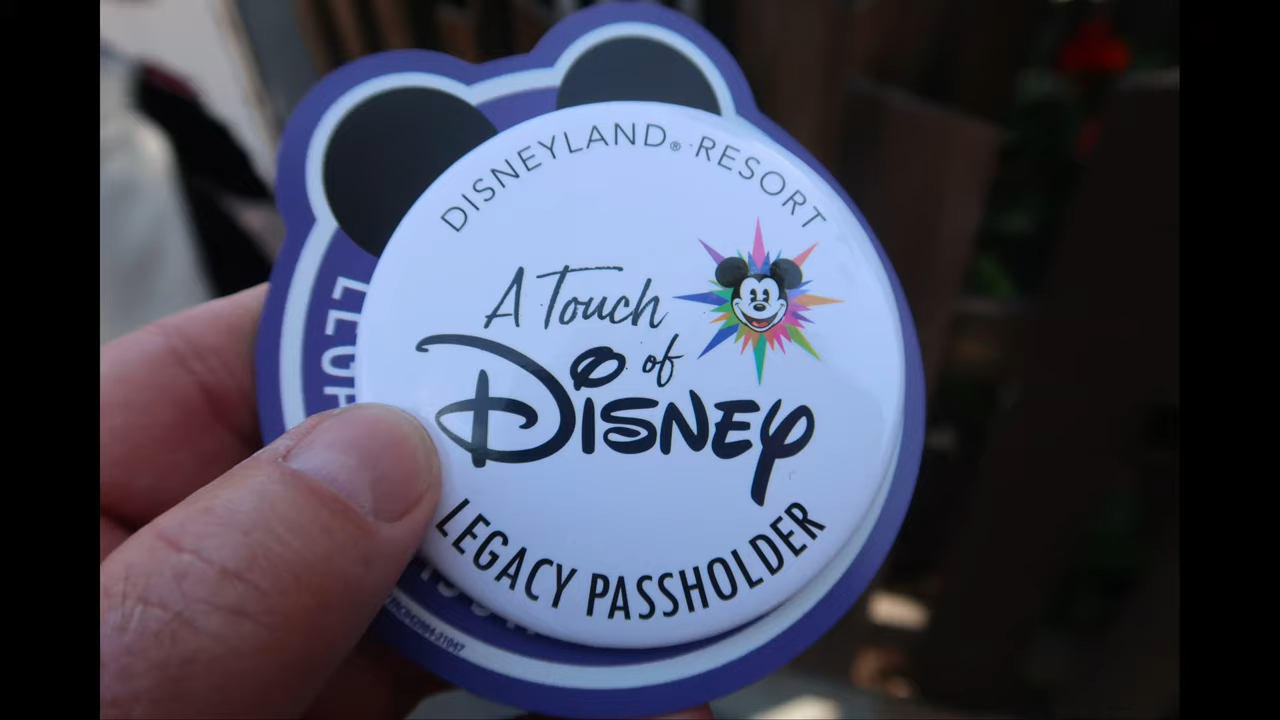 DISNEYLAND® RESORT
A Touch
of
Disney
LEGACY PASSHOLDER